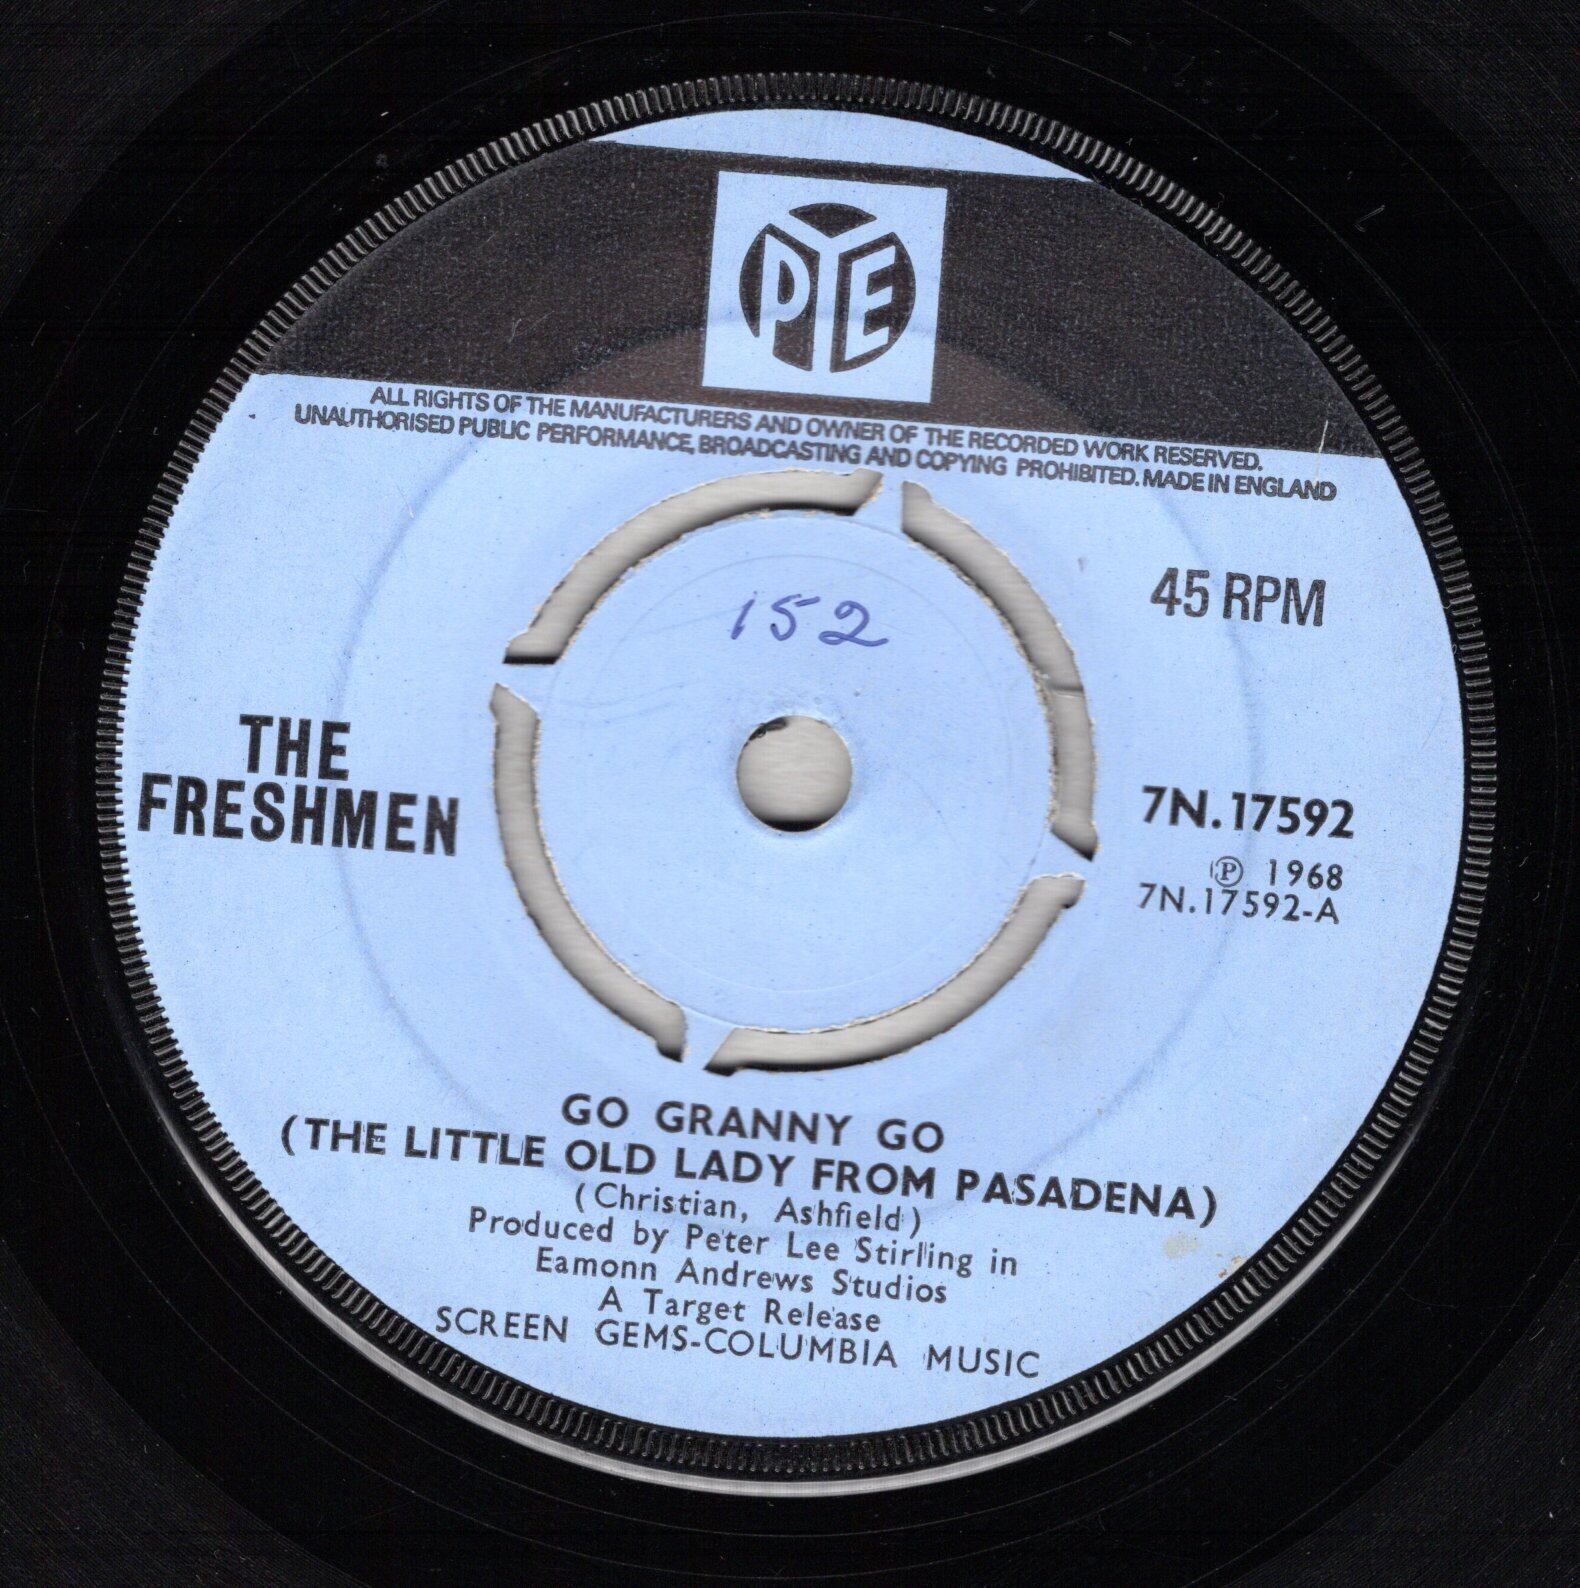 PYE
ALL RIGHTS OF THE MANUFACTURERS AND OWNER OF THE RECORDED WORK RESERVED.
UNAUTHORISED PUBLIC PERFORMANCE, BROADCASTING AND COPYING PROHIBITED. MADE IN ENGLAND
152
45 RPM
THE
FRESHMEN
7N.17592
Ⓟ 1968
7N.17592-A
GO GRANNY GO
(THE LITTLE OLD LADY FROM PASADENA)
(Christian, Ashfield)
Produced by Peter Lee Stirling in
Eamonn Andrews Studios
A Target Release
SCREEN GEMS-COLUMBIA MUSIC